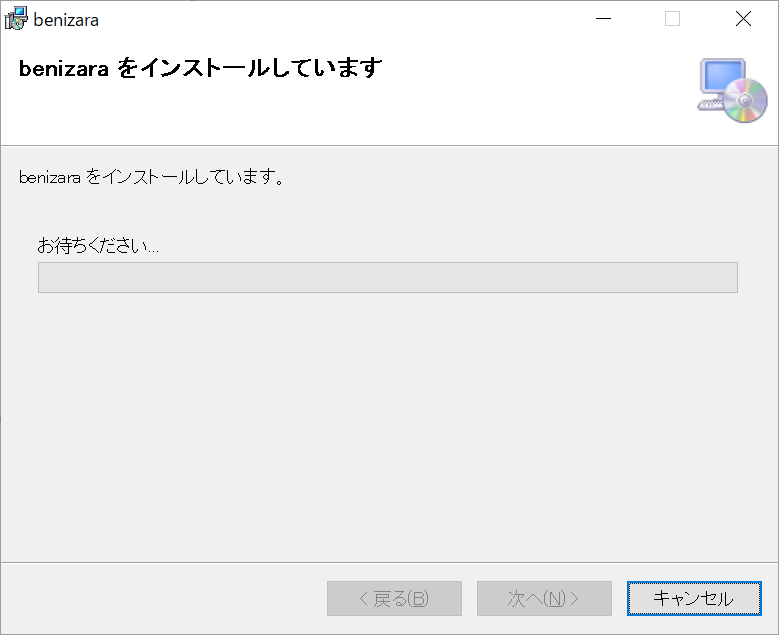 benizara
benizara をインストールしています
benizara をインストールしています。
お待ちください...
< 戻る(B)
次へ(N) >
キャンセル